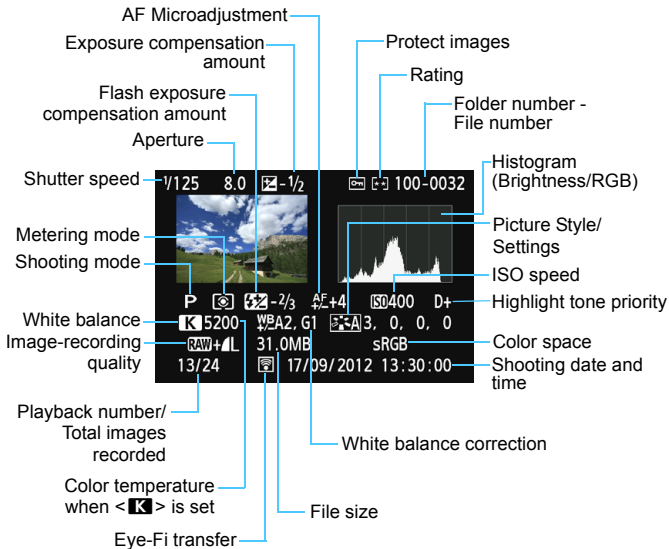 AF Microadjustment
Exposure compensation
amount
Protect images
Rating
Flash exposure
compensation amount
Folder number -
File number
Aperture
Histogram
(Brightness/RGB)
Shutter speed
1/125 8.0 -1/2 100-0032
Picture Style/
Settings
Metering mode
Shooting mode
ISO speed
P -2/3 AF+4 ISO400 D+
Highlight tone priority
White balance
K 5200 WB A2, G1 A 3, 0, 0, 0
Image-recording
quality
RAW+L 31.0MB sRGB
Color space
13/24 17/09/2012 13:30:00
Shooting date and
time
Playback number/
Total images
recorded
White balance correction
Color temperature
when <K> is set
File size
Eye-Fi transfer